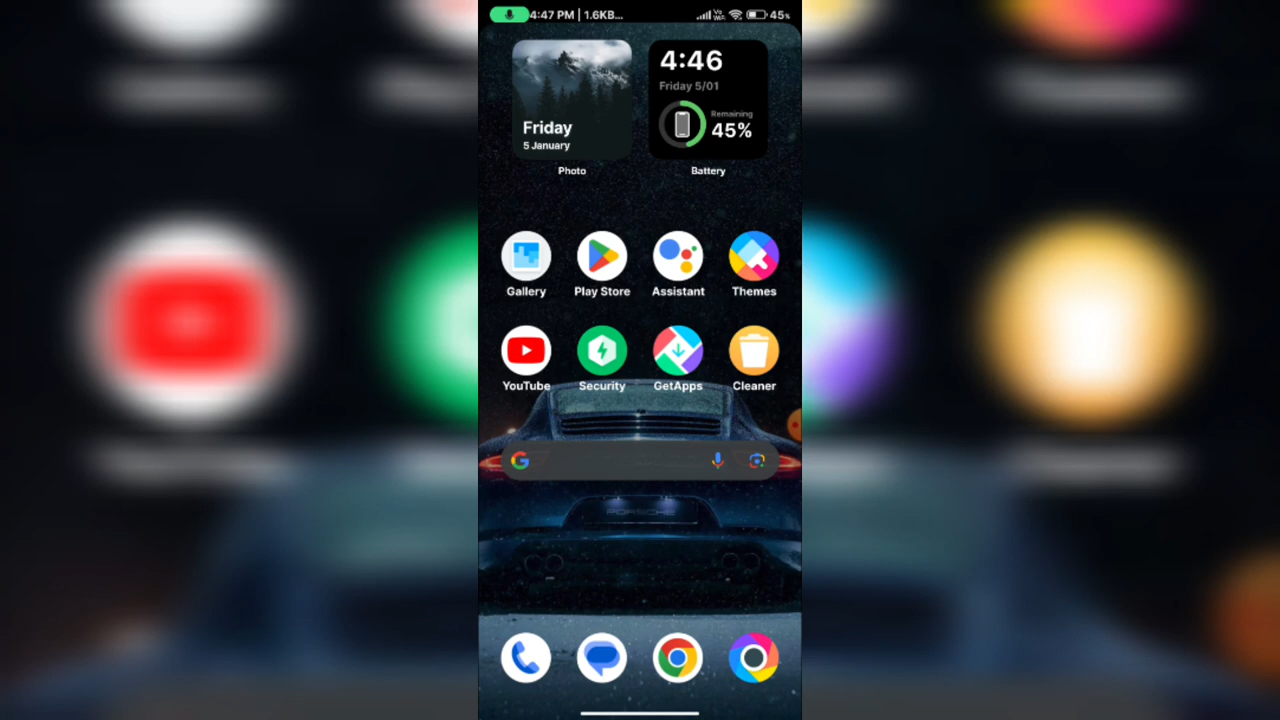 4:47 PM | 1.6KB...
45%
4:46
Friday 5/01
Remaining
45%
Friday
5 January
Photo
Battery
Gallery
Play Store
Assistant
Themes
YouTube
Security
GetApps
Cleaner
PORSCHE